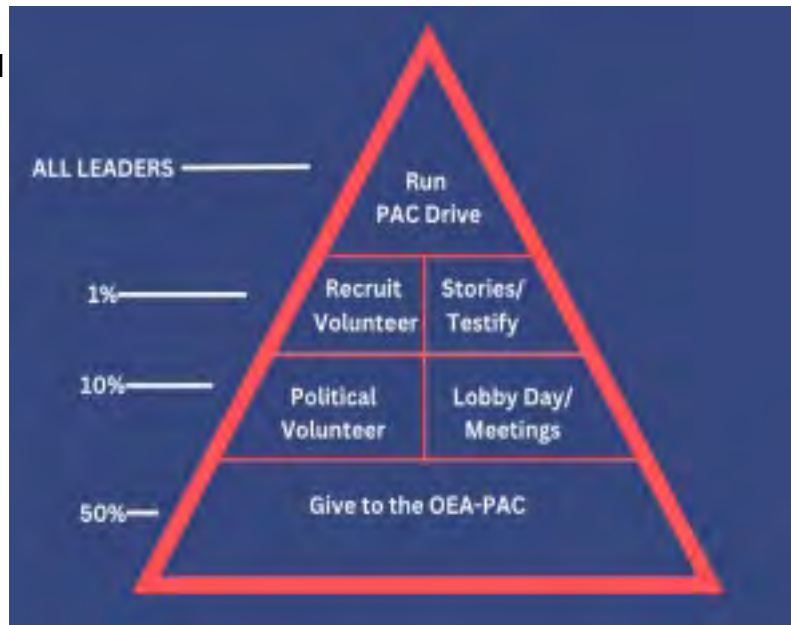 ALL LEADERS
Run
PAC Drive
1%
Recruit
Volunteer
Stories/
Testify
10%
Political
Volunteer
Lobby Day/
Meetings
50%
Give to the OEA-PAC